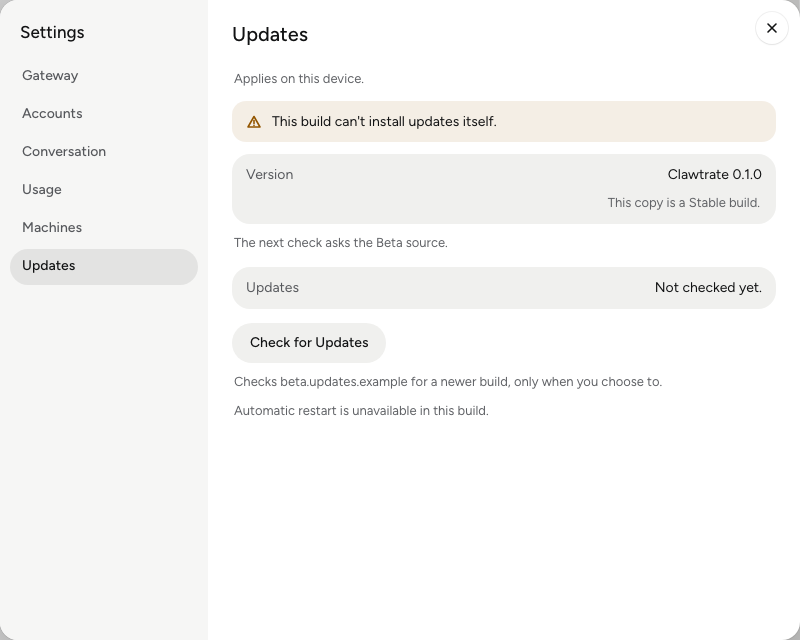 Settings
Gateway
Accounts
Conversation
Usage
Machines
Updates
Updates
Applies on this device.
This build can't install updates itself.
Version
Clawtrate 0.1.0
This copy is a Stable build.
The next check asks the Beta source.
Updates
Not checked yet.
Check for Updates
Checks beta.updates.example for a newer build, only when you choose to.
Automatic restart is unavailable in this build.